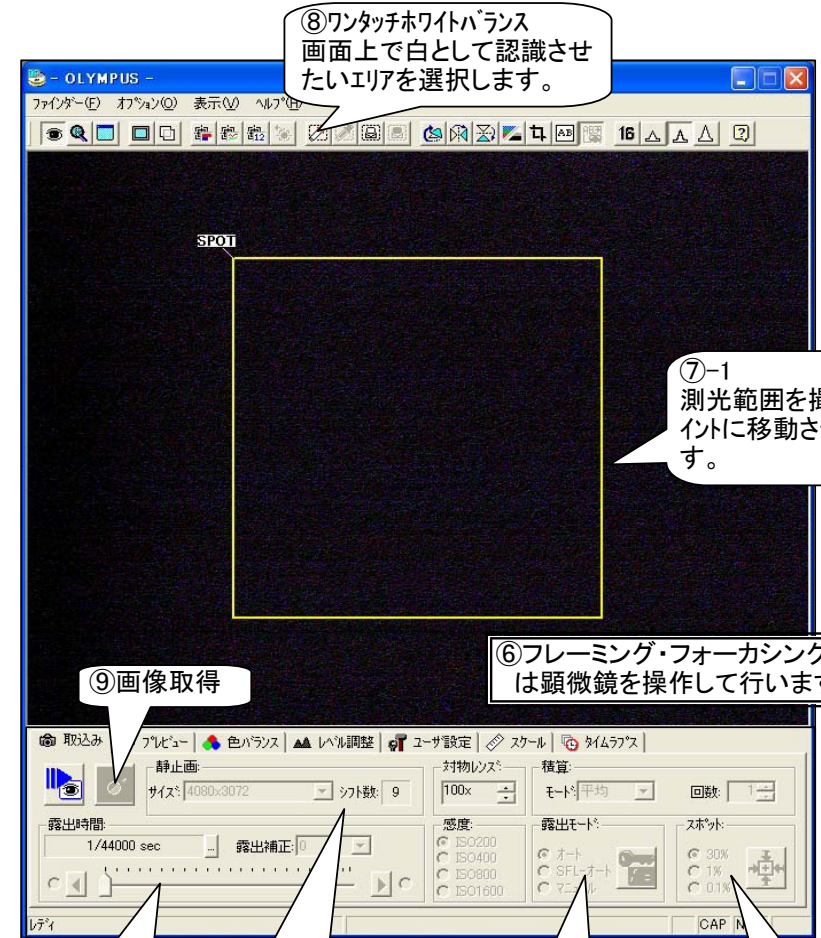 ⑧ワンタッチホワイトバランス
画面上で白として認識させ
たいエリアを選択します。
- OLYMPUS -
ファインダー(F) オプション(O) 表示(V) ヘルプ(H)
12 AB 16
SPOT
⑦-1
測光範囲を
イントに移動さ
す。
⑥フレーミング・フォーカシング
は顕微鏡を操作して行います
⑨画像取得
取込み プレビュー 色バランス レベル調整 ユーザ設定 スケール タイムラプス
静止画: 対物レンズ: 積算:
サイズ: 4080x3072 シフト数: 9 100x モード: 平均 回数: 1
露出時間: 感度: 露出モード: スポット:
1/44000 sec ... 露出補正: 0 ISO200 オート 30%
ISO400 SFL-オート 1%
ISO800 マニュアル 0.1%
ISO1600
レディ CAP